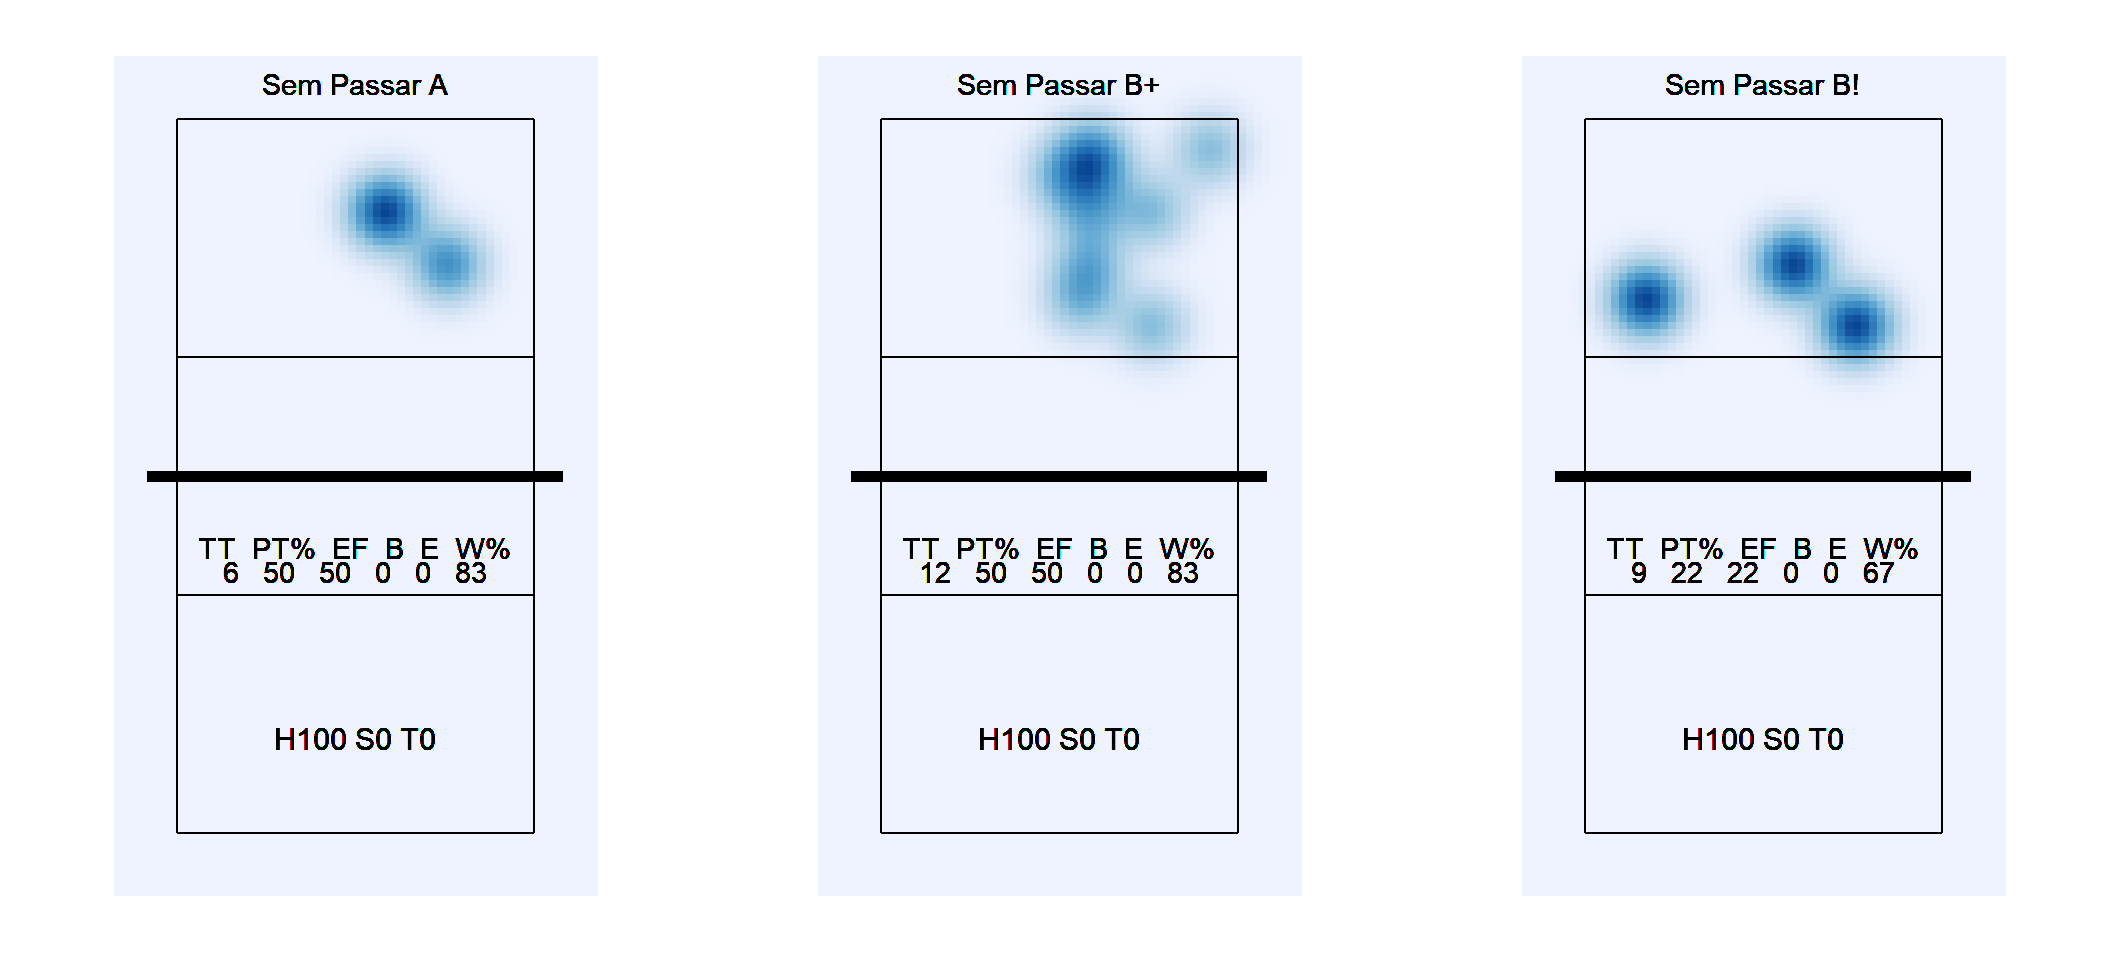 Sem Passar A
TT PT% EF B E W%
6 50 50 0 0 83
H100 S0 T0
Sem Passar B+
TT PT% EF B E W%
12 50 50 0 0 83
H100 S0 T0
Sem Passar B!
TT PT% EF B E W%
9 22 22 0 0 67
H100 S0 T0